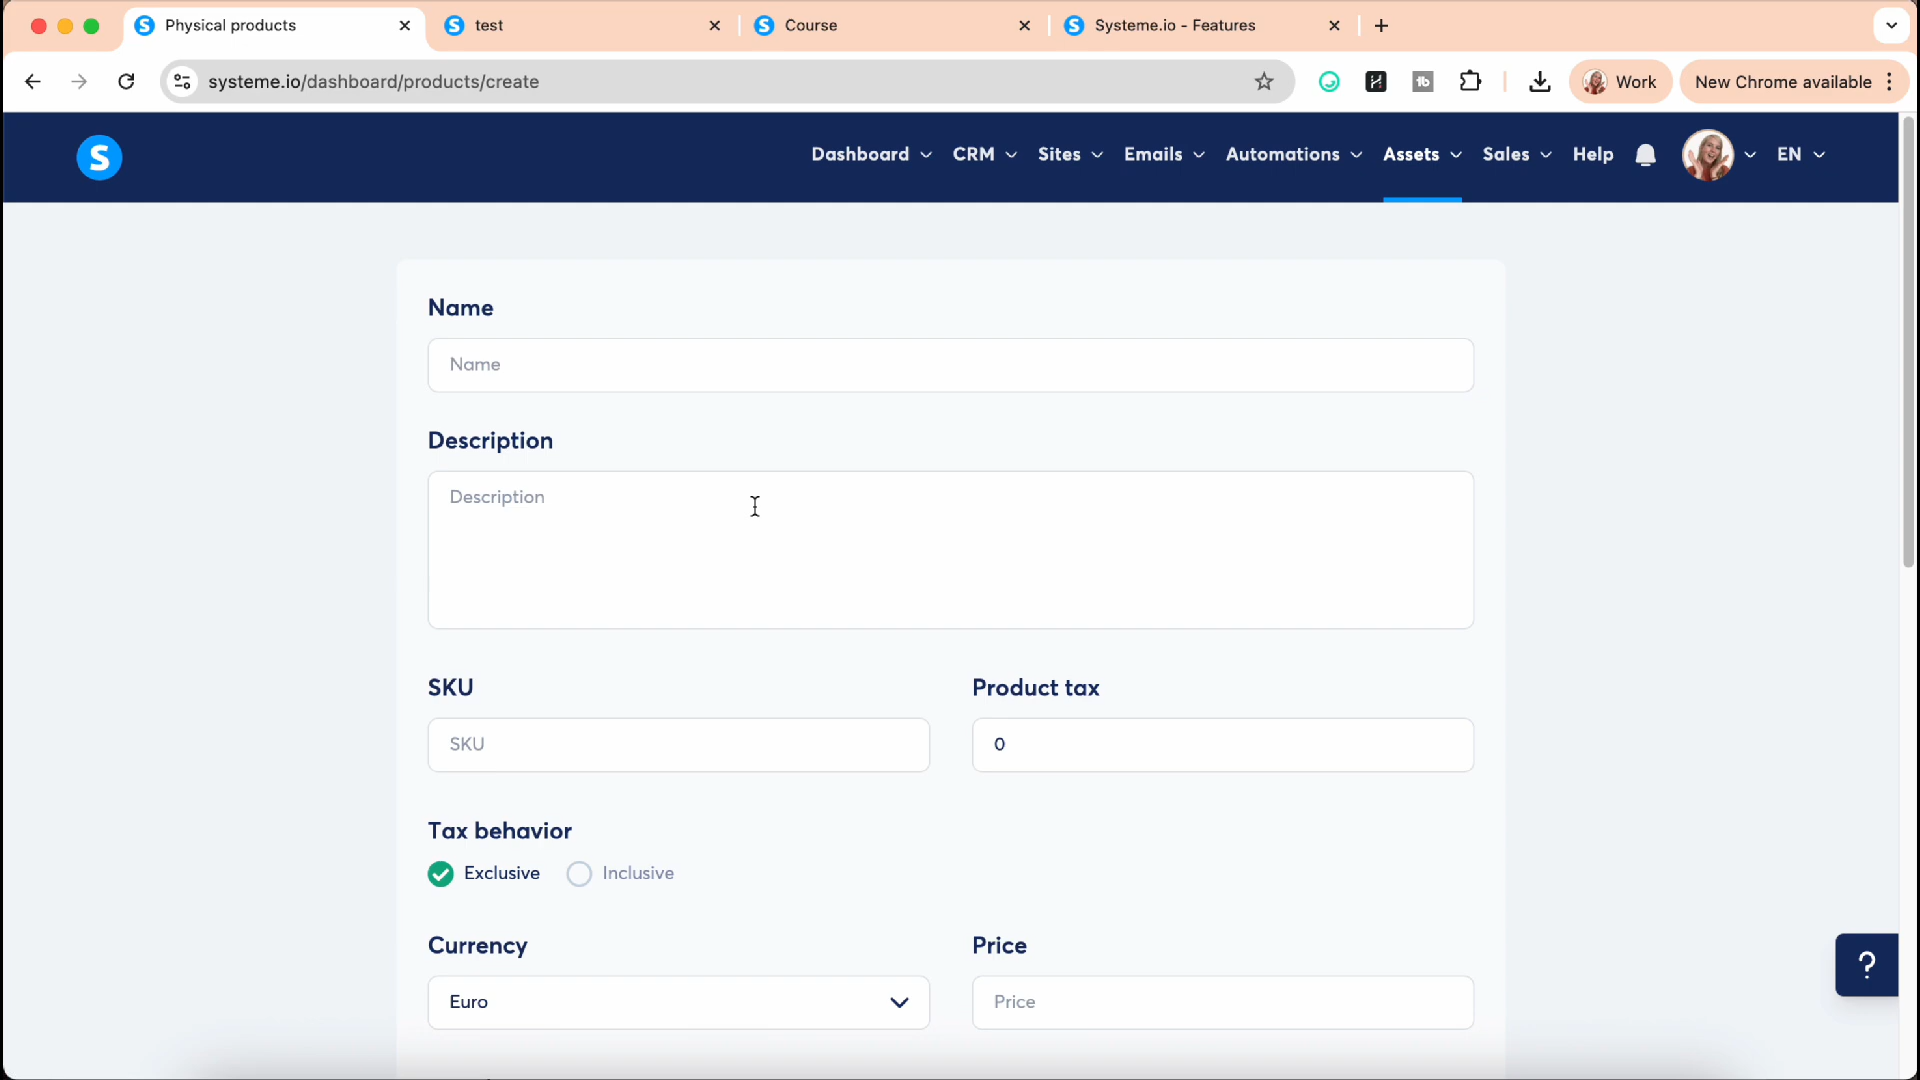 Physical products
test
Course
Systeme.io - Features
systeme.io/dashboard/products/create
Work
New Chrome available
S
Dashboard
CRM
Sites
Emails
Automations
Assets
Sales
Help
EN
Name
Name
Description
Description
SKU
Product tax
SKU
0
Tax behavior
Exclusive
Inclusive
Currency
Price
Euro
Price
?